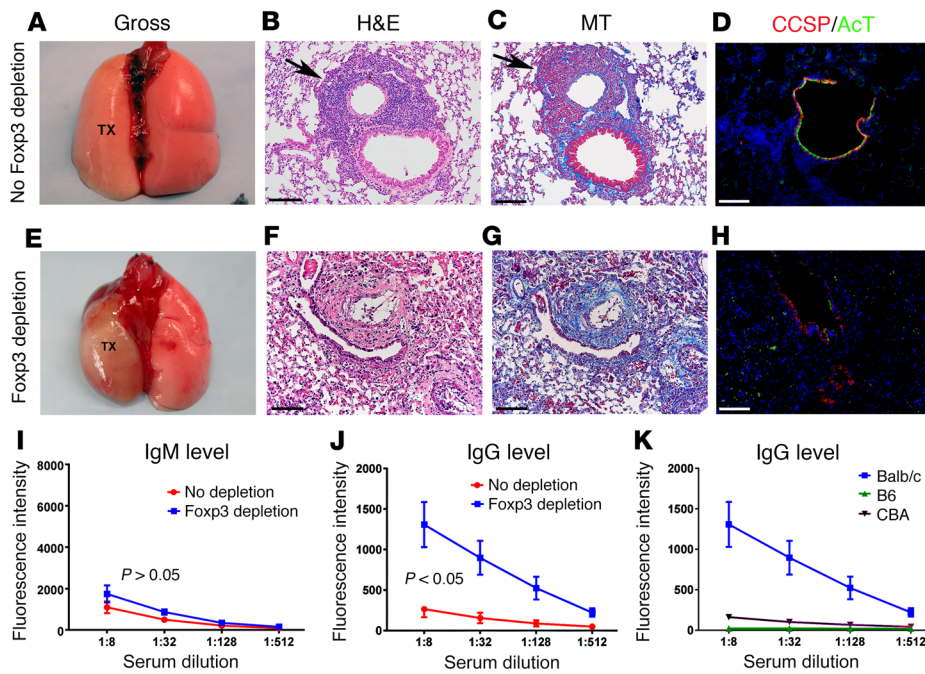 A Gross B H&E C MT D CCSP/AcT
No Foxp3 depletion
TX
E F G H
Foxp3 depletion
TX
I IgM level
Fluorescence intensity
8000
6000
4000
2000
0
No depletion
Foxp3 depletion
P > 0.05
1:8 1:32 1:128 1:512
Serum dilution
J IgG level
Fluorescence intensity
2000
1500
1000
500
0
No depletion
Foxp3 depletion
P < 0.05
1:8 1:32 1:128 1:512
Serum dilution
K IgG level
Fluorescence intensity
2000
1500
1000
500
0
Balb/c
B6
CBA
1:8 1:32 1:128 1:512
Serum dilution